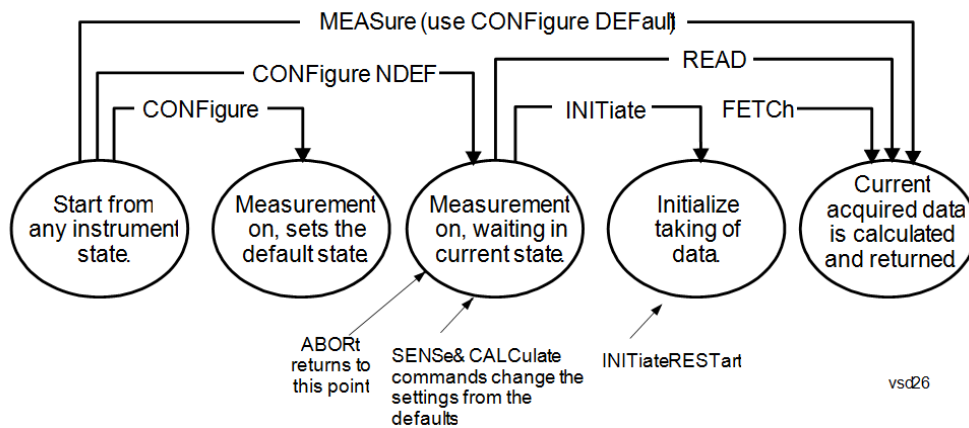 MEASure (use CONFigure DEFault)
CONFigure NDEF
READ
CONFigure
INITiate
FETCh
Start from
any instrument
state.
Measurement
on, sets the
default state.
Measurement
on, waiting in
current state.
Initialize
taking of
data.
Current
acquired data
is calculated
and returned.
ABORt
returns to
this point
SENSe& CALCulate
commands change the
settings from the
defaults
INITiateRESTart
vsd26